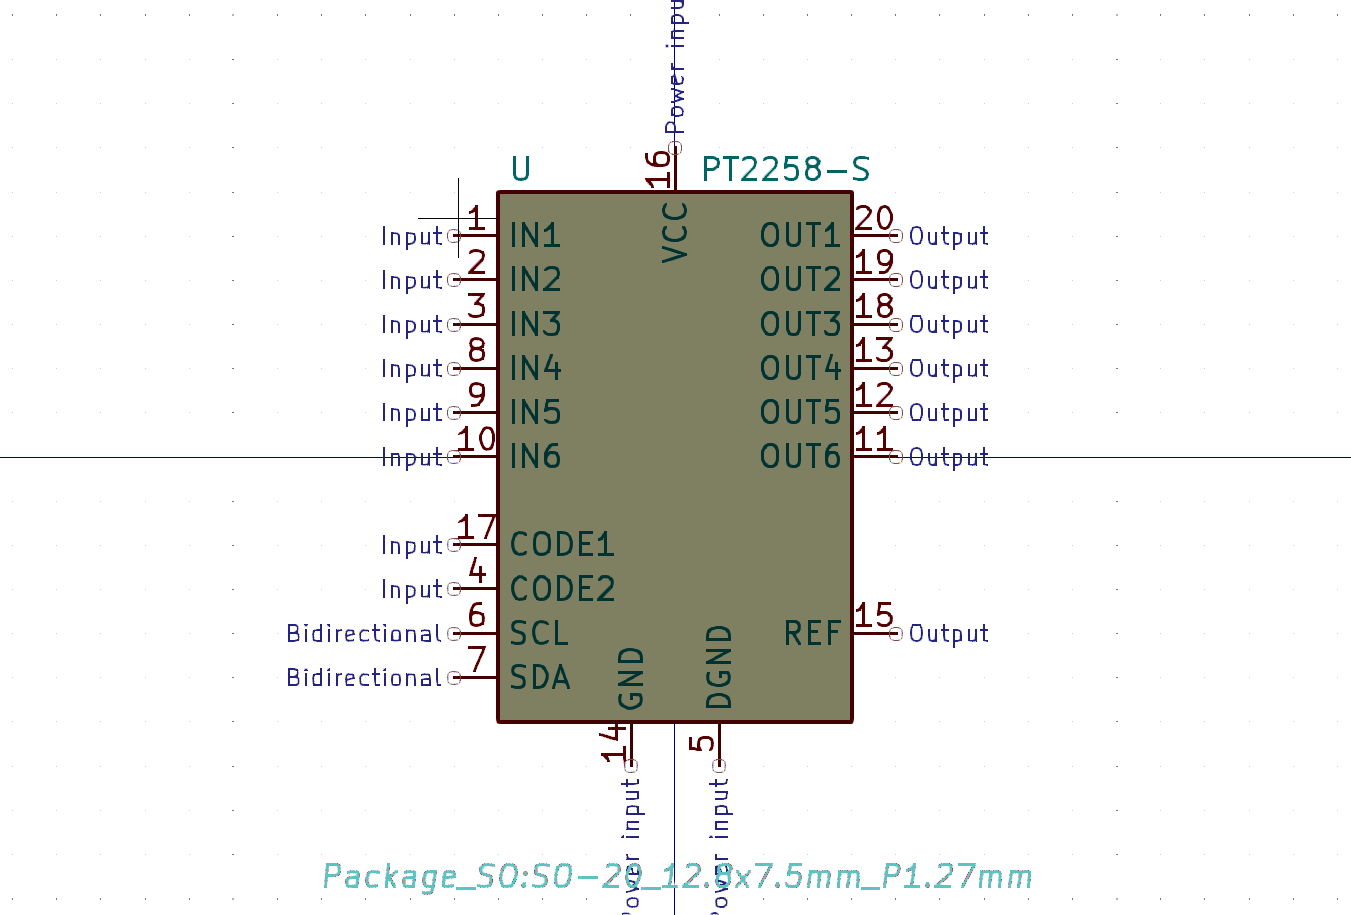 Power input
U
PT2258-S
16
VCC
Input 1 IN1
OUT1 20 Output
Input 2 IN2
OUT2 19 Output
Input 3 IN3
OUT3 18 Output
Input 8 IN4
OUT4 13 Output
Input 9 IN5
OUT5 12 Output
Input 10 IN6
OUT6 11 Output
Input 17 CODE1
Input 4 CODE2
Bidirectional 6 SCL
REF 15 Output
Bidirectional 7 SDA
GND
DGND
14
5
Power input
Power input
Package_SO:SO-20_12.8x7.5mm_P1.27mm